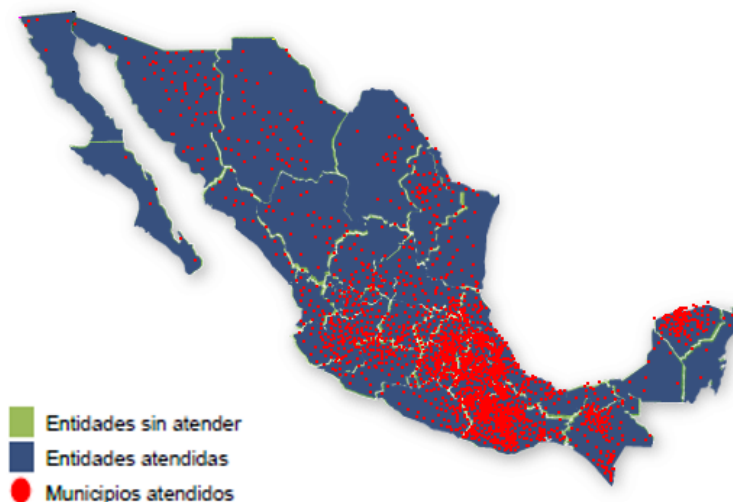 Entidades sin atender
Entidades atendidas
Municipios atendidos